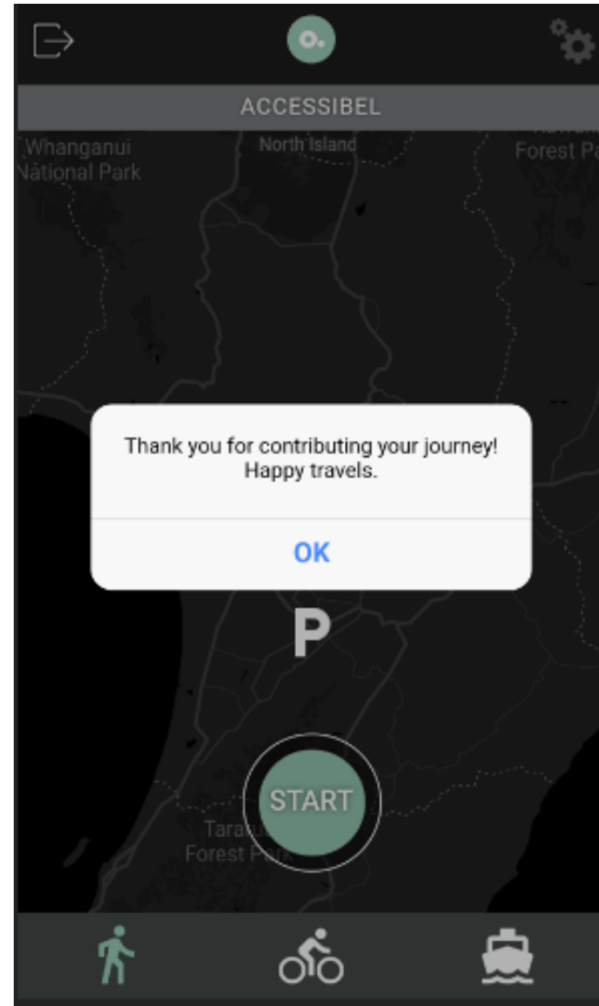 ACCESSIBEL
Whanganui
National Park
North Island
Forest Pa
Thank you for contributing your journey!
Happy travels.
OK
P
START
Forest Park